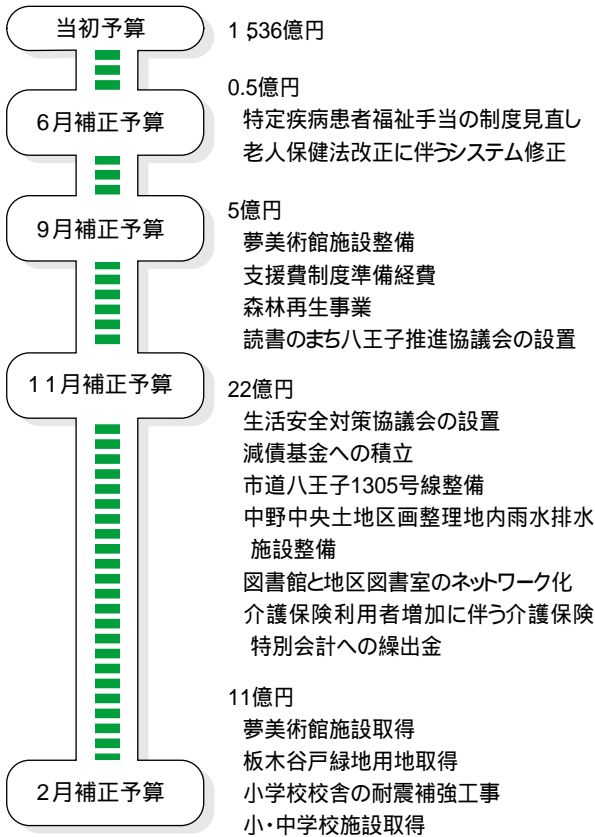 当初予算
1,536億円
0.5億円
6月補正予算
特定疾病患者福祉手当の制度見直し
老人保健法改正に伴うシステム修正
5億円
9月補正予算
夢美術館施設整備
支援費制度準備経費
森林再生事業
読書のまち八王子推進協議会の設置
11月補正予算
22億円
生活安全対策協議会の設置
減債基金への積立
市道八王子1305号線整備
中野中央土地区画整理地内雨水排水
施設整備
図書館と地区図書室のネットワーク化
介護保険利用者増加に伴う介護保険
特別会計への繰出金
11億円
夢美術館施設取得
板木谷戸緑地用地取得
2月補正予算
小学校校舎の耐震補強工事
小・中学校施設取得